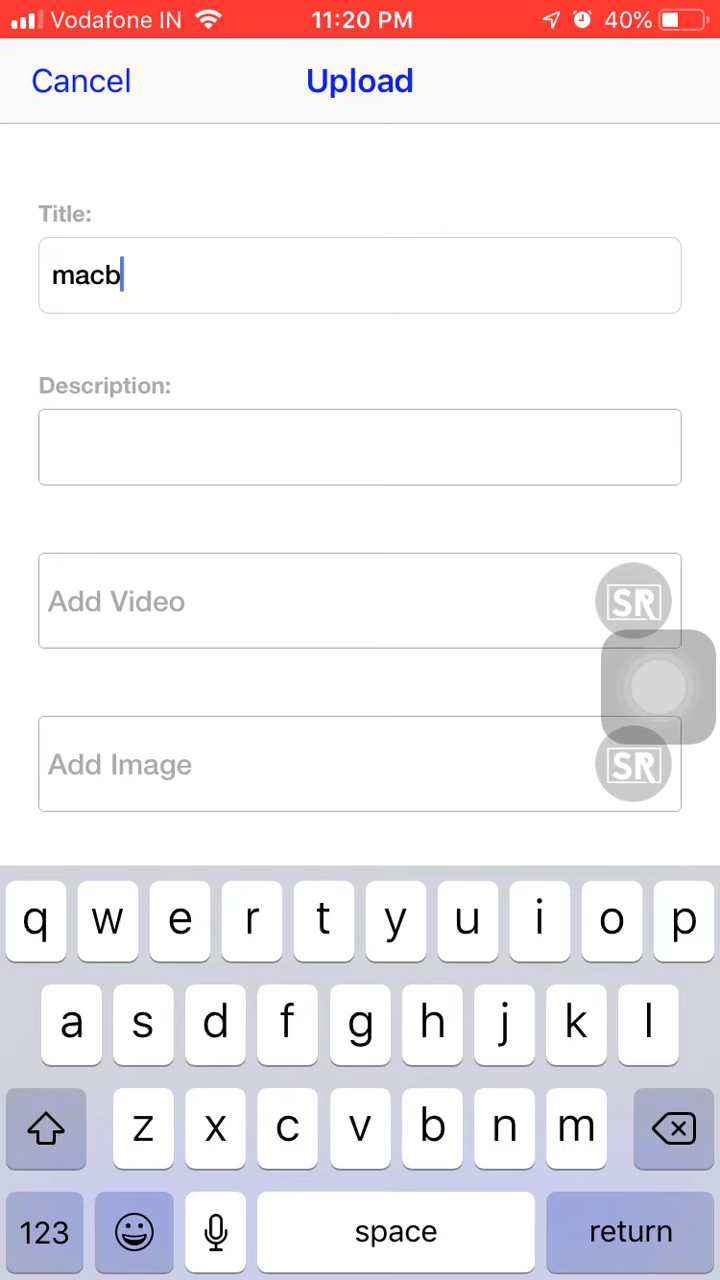 Vodafone IN 11:20 PM 40%
Cancel Upload
Title:
macb
Description:
Add Video SR
Add Image SR
q w e r t y u i o p
a s d f g h j k l
z x c v b n m
123 space return